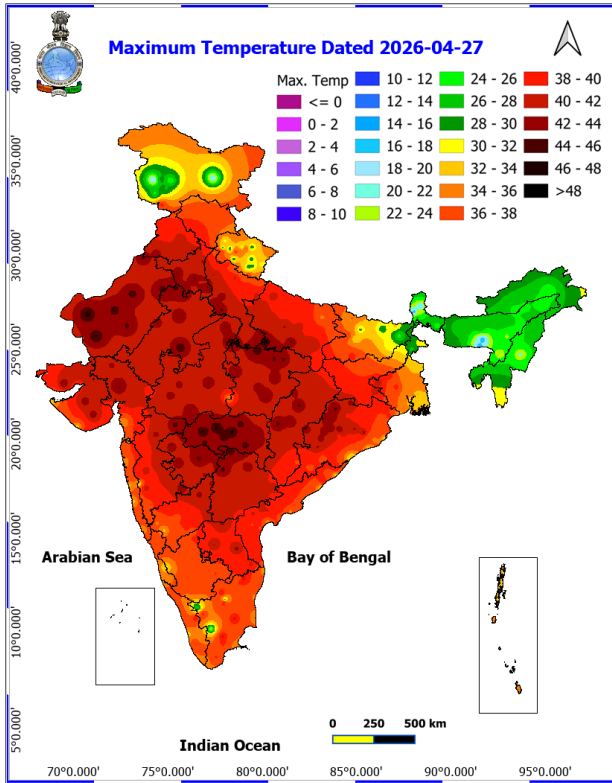 Maximum Temperature Dated 2026-04-27
Max. Temp
<= 0
0 - 2
2 - 4
4 - 6
6 - 8
8 - 10
10 - 12
12 - 14
14 - 16
16 - 18
18 - 20
20 - 22
22 - 24
24 - 26
26 - 28
28 - 30
30 - 32
32 - 34
34 - 36
36 - 38
38 - 40
40 - 42
42 - 44
44 - 46
46 - 48
>48
40°0.000'
35°0.000'
30°0.000'
25°0.000'
20°0.000'
15°0.000'
10°0.000'
5°0.000'
Arabian Sea
Bay of Bengal
Indian Ocean
0 250 500 km
70°0.000' 75°0.000' 80°0.000' 85°0.000' 90°0.000' 95°0.000'